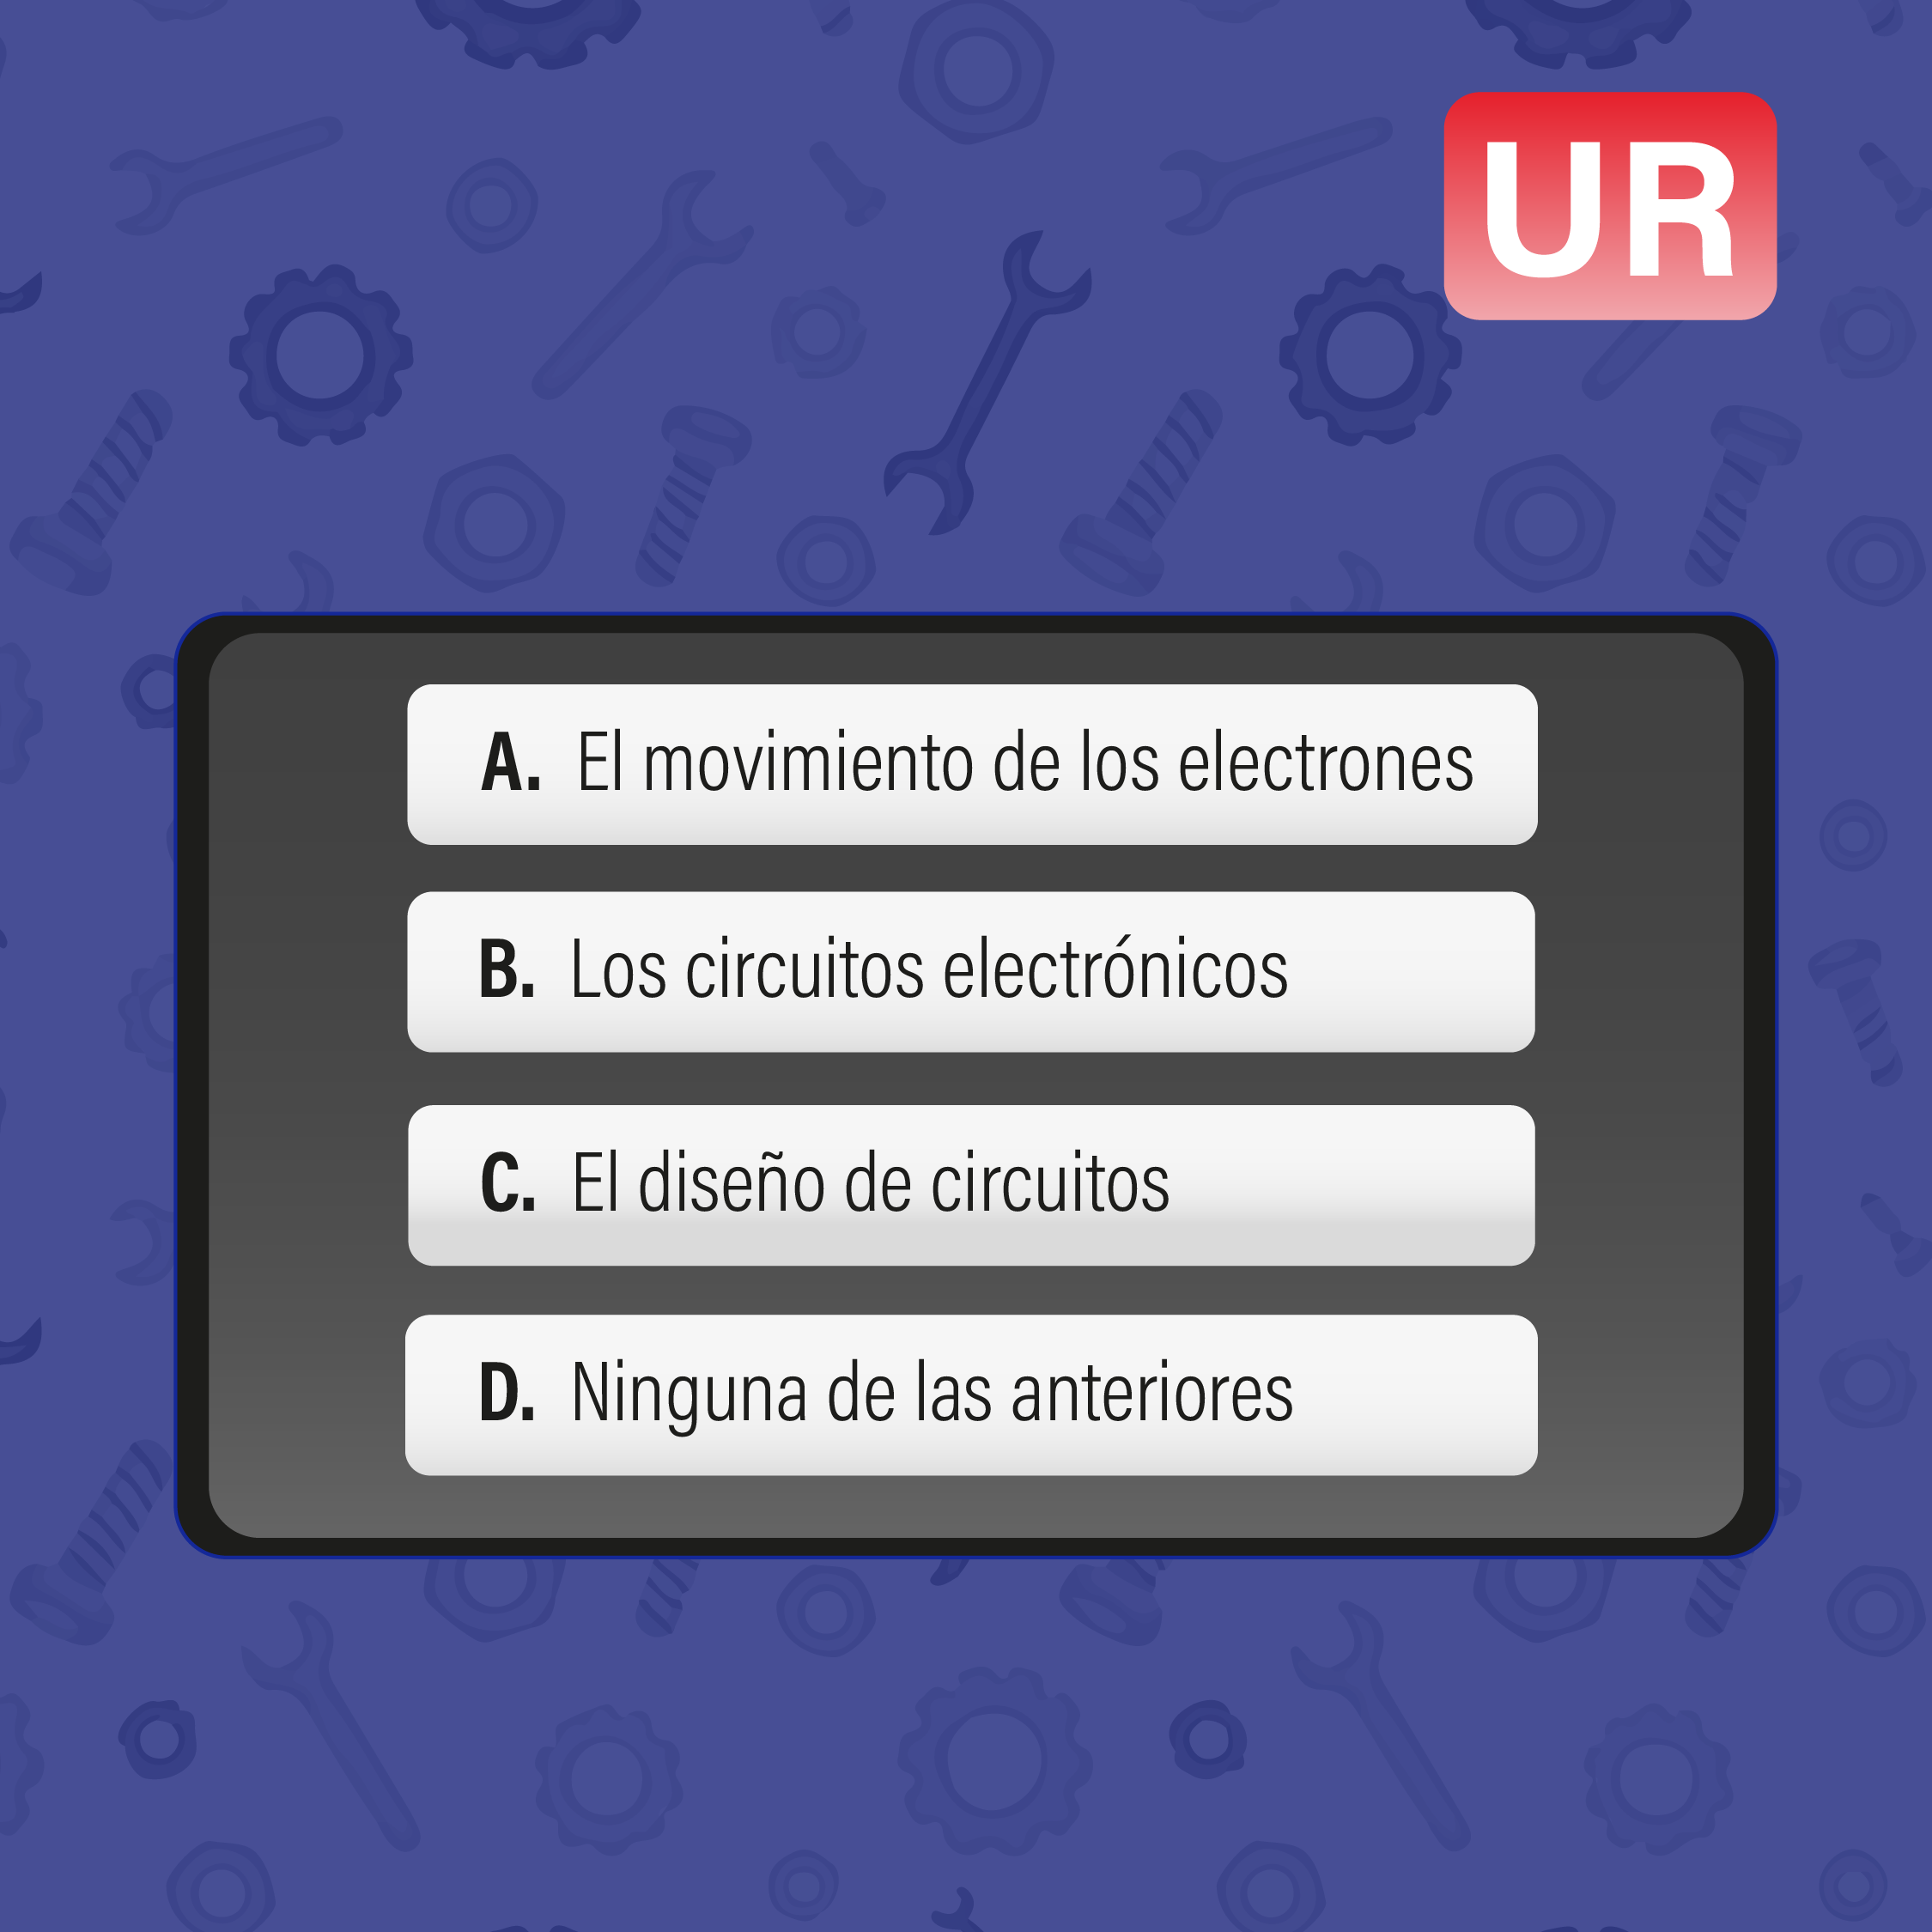 UR
A. El movimiento de los electrones
B. Los circuitos electrónicos
C. El diseño de circuitos
D. Ninguna de las anteriores